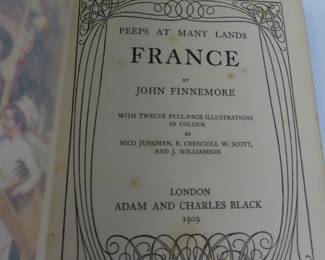 PEEPS AT MANY LANDS
FRANCE
BY
JOHN FINNEMORE
WITH TWELVE FULL-PAGE ILLUSTRATIONS
IN COLOUR
BY
NICO JUNGMAN, E. CRESCIOLI, W. SCOTT,
AND J. WILLIAMSON
LONDON
ADAM AND CHARLES BLACK
1909